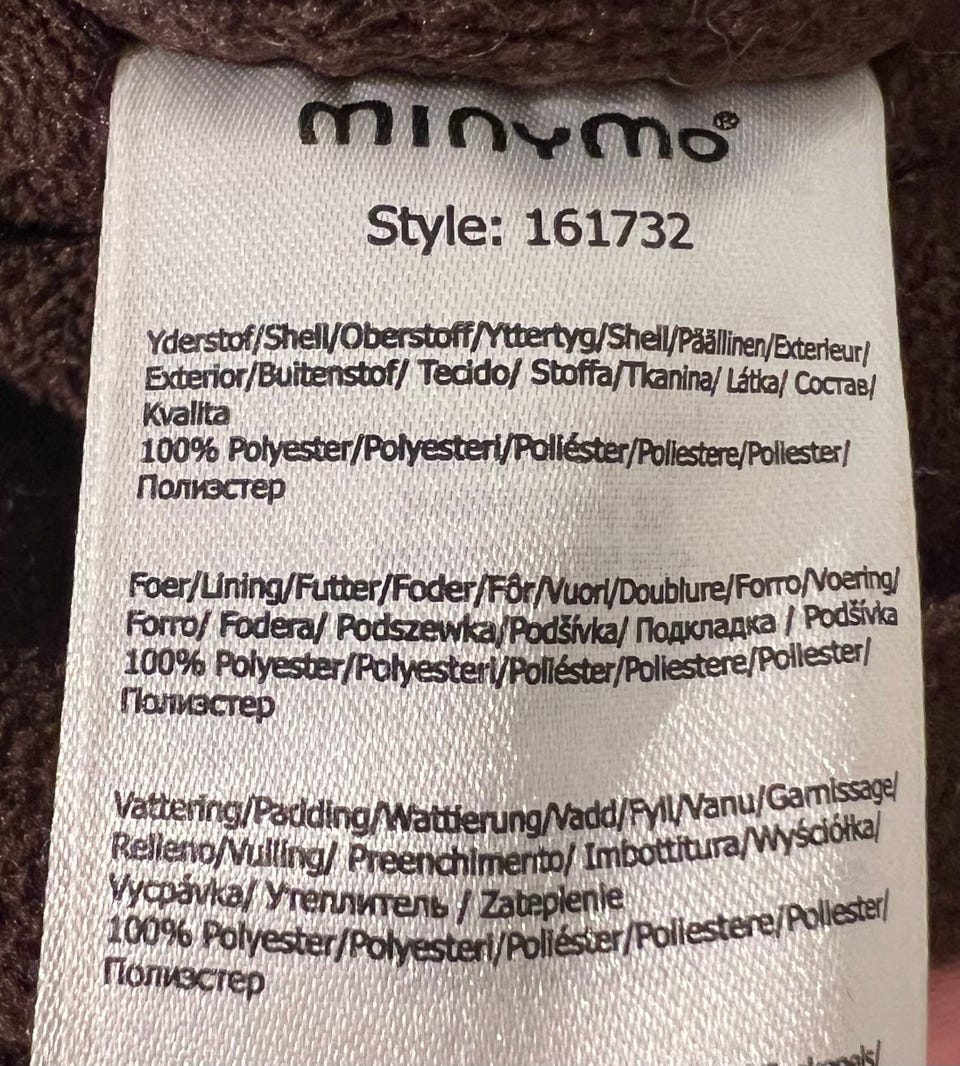 minymo®
Style: 161732
Yderstof/Shell/Oberstoff/Yttertyg/Shell/Päällinen/Exterieur/
Exterior/Buitenstof/ Tecido/ Stoffa/Tkanina/ Látka/ Состав/
Kvalita
100% Polyester/Polyesteri/Poliéster/Poliestere/Poliester/
Полиэстер
Foer/Lining/Futter/Foder/Fôr/Vuori/Doublure/Forro/Voering/
Forro/ Fodera/ Podszewka/Podšívka/ Подкладка / Podšívka
100% Polyester/Polyesteri/Poliéster/Poliestere/Poliester/
Полиэстер
Vattering/Padding/Wattierung/Vadd/Fyll/Vanu/Garnissage/
Relleno/Vulling/ Preenchimento/ Imbottitura/Wyściółka/
Vycpávka/ Утеплитель / Zateplenie
100% Polyester/Polyesteri/Poliéster/Poliestere/Poliester/
Полиэстер